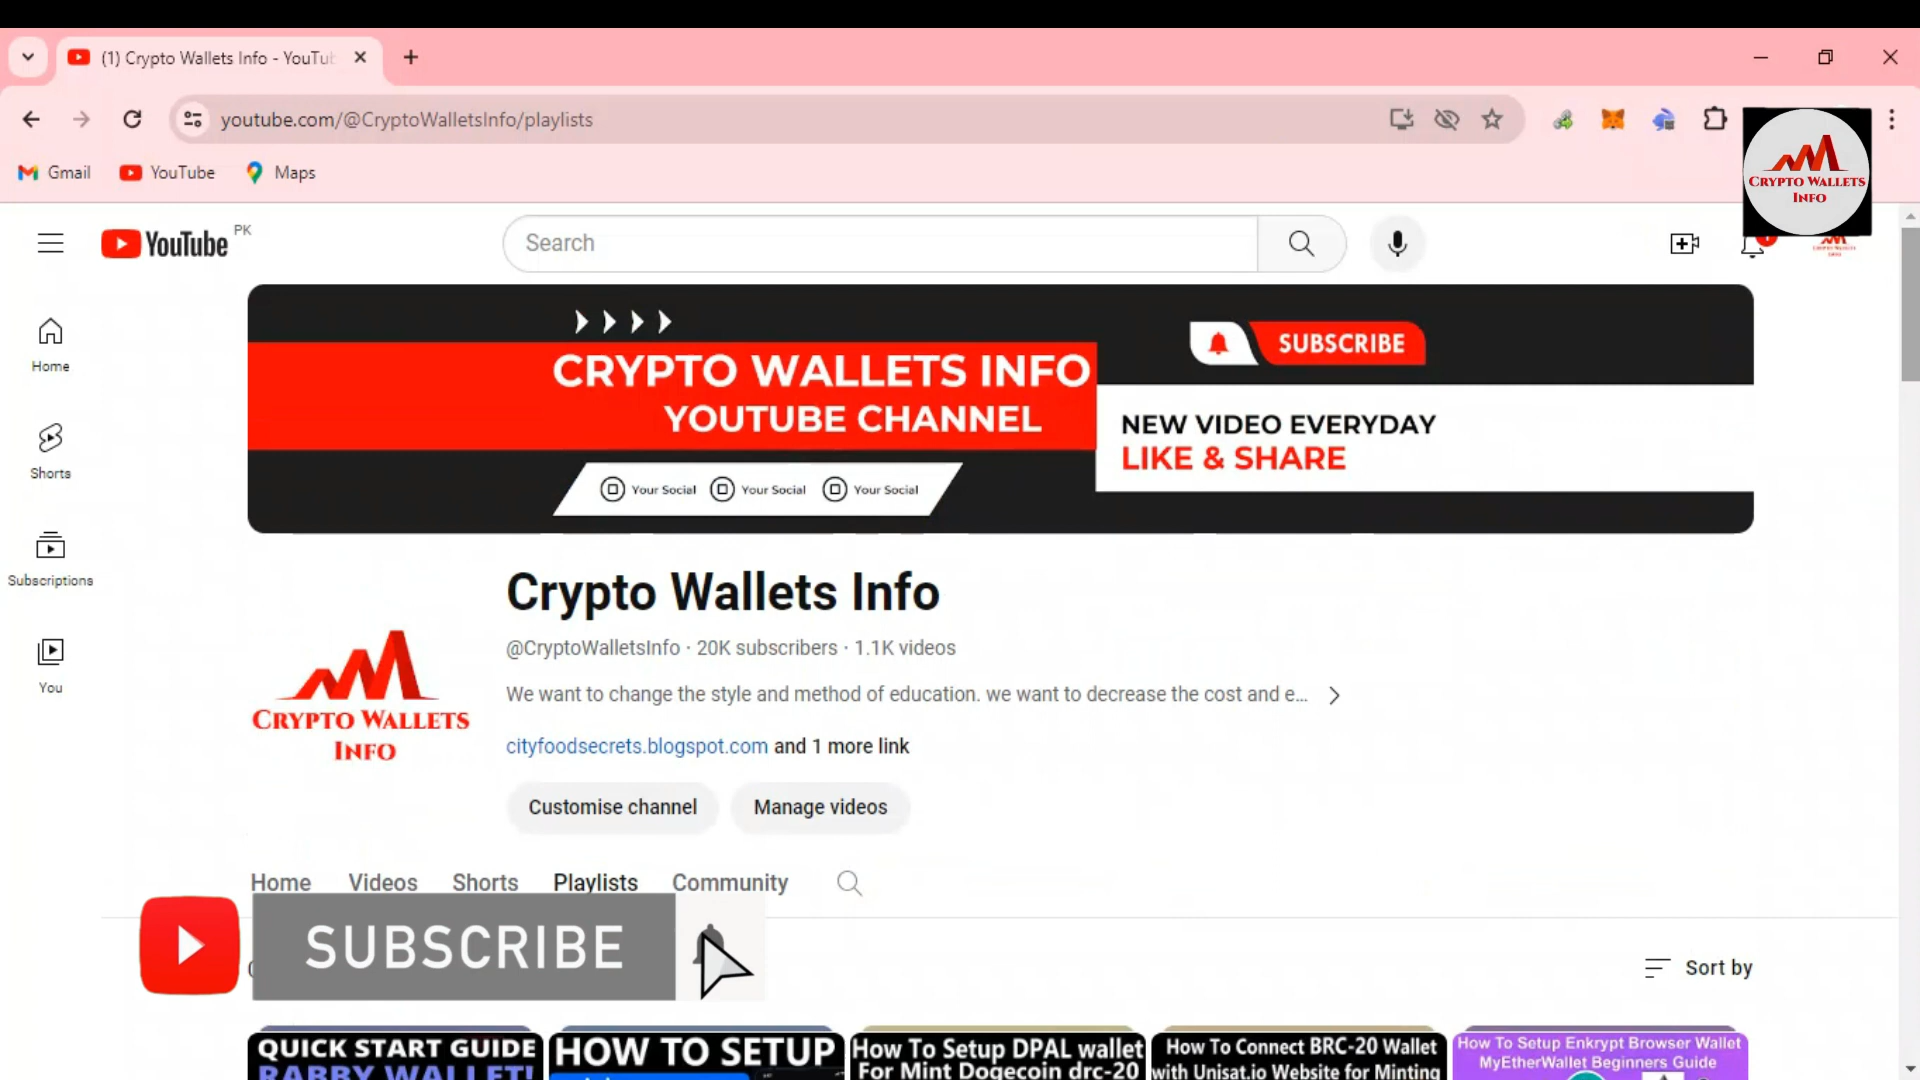 (1) Crypto Wallets Info - YouTu
youtube.com/@CryptoWalletsInfo/playlists
Gmail
YouTube
Maps
CRYPTO WALLETS
INFO
YouTube PK
Search
CRYPTO WALLETS INFO
YOUTUBE CHANNEL
SUBSCRIBE
NEW VIDEO EVERYDAY
LIKE & SHARE
Your Social
Your Social
Your Social
Home
Shorts
Subscriptions
You
CRYPTO WALLETS
INFO
Crypto Wallets Info
@CryptoWalletsInfo · 20K subscribers · 1.1K videos
We want to change the style and method of education. we want to decrease the cost and e...
cityfoodsecrets.blogspot.com and 1 more link
Customise channel
Manage videos
Home
Videos
Shorts
Playlists
Community
SUBSCRIBE
Sort by
QUICK START GUIDE
RABBY WALLET!
HOW TO SETUP
How To Setup DPAL wallet
For Mint Dogecoin drc-20
How To Connect BRC-20 Wallet
with Unisat.io Website for Minting
How To Setup Enkrypt Browser Wallet
MyEtherWallet Beginners Guide